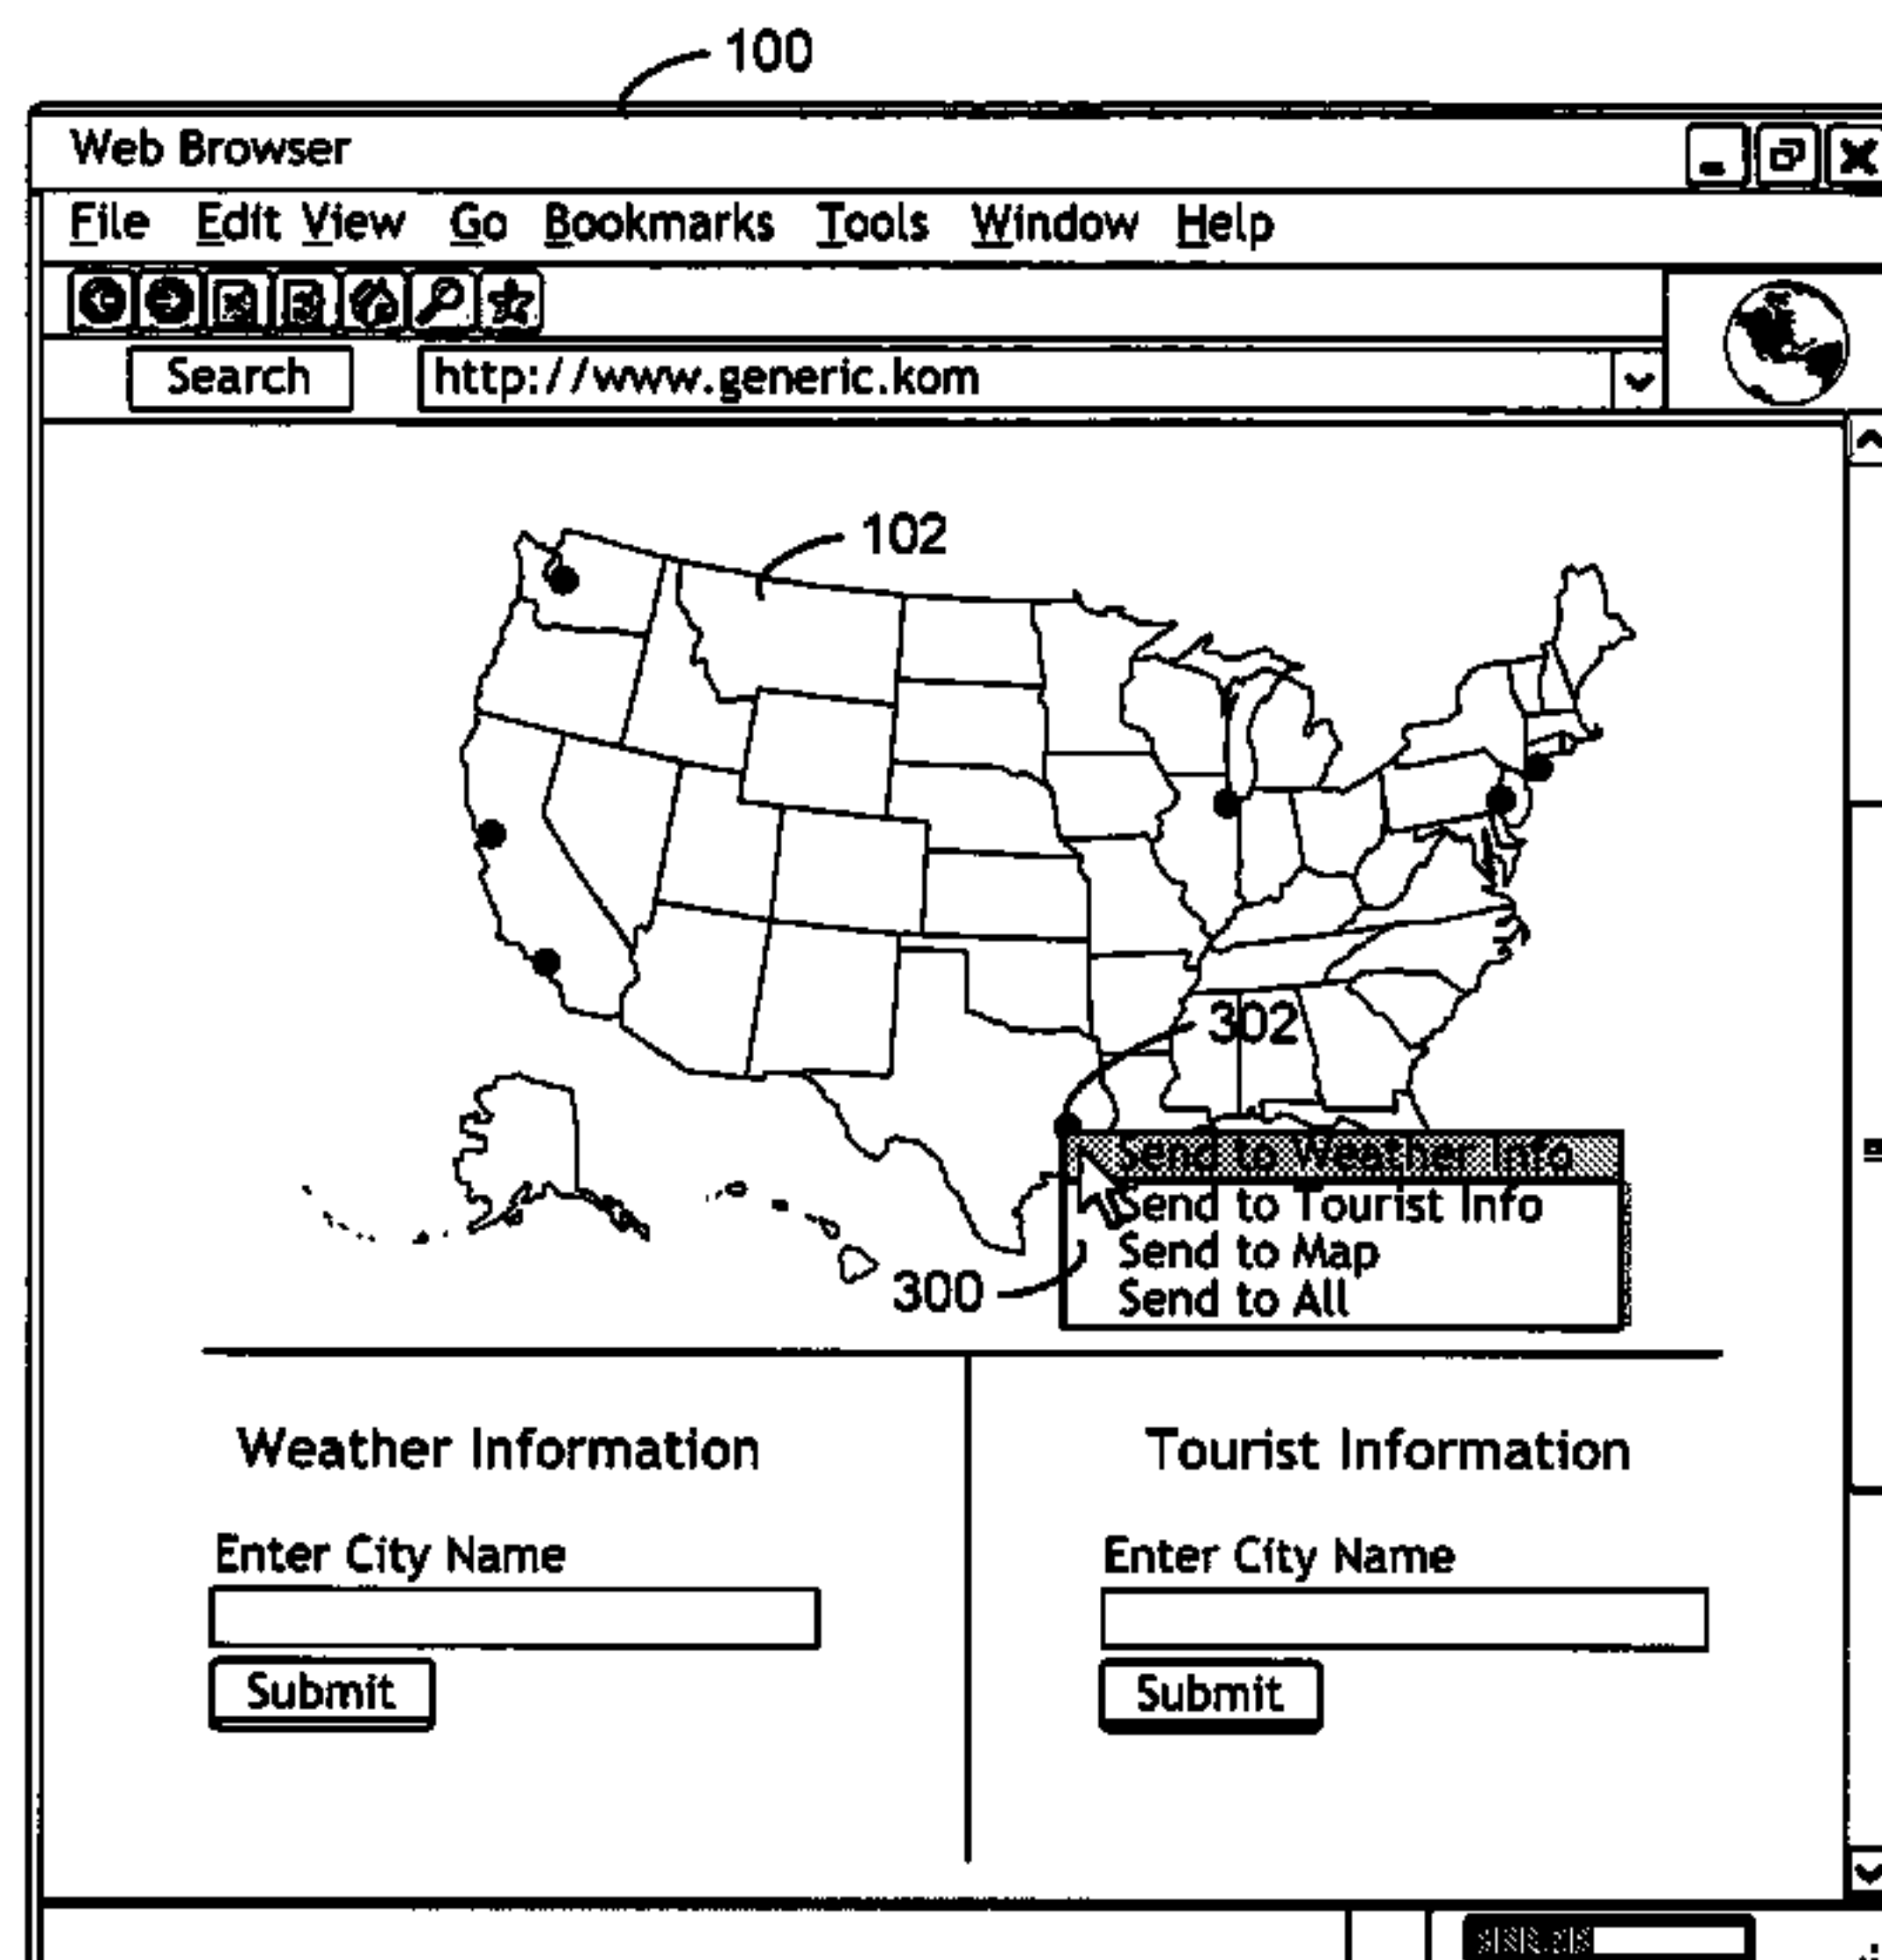 100
Web Browser
File Edit View Go Bookmarks Tools Window Help
Search http://www.generic.kom
102
302
Send to Weather Info
Send to Tourist Info
Send to Map
300 Send to All
Weather Information Tourist Information
Enter City Name Enter City Name
Submit Submit